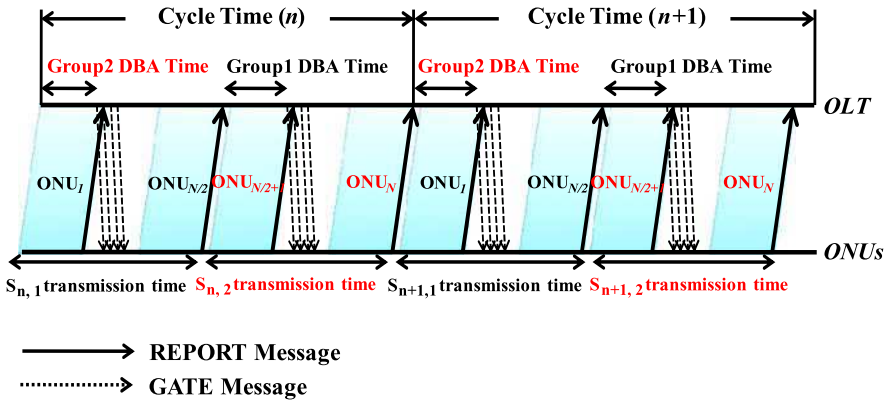 Cycle Time (n) Cycle Time (n+1)
Group2 DBA Time Group1 DBA Time Group2 DBA Time Group1 DBA Time
OLT
ONU1 ONUN/2 ONUN/2+1 ONUN ONU1 ONUN/2 ONUN/2+1 ONUN
ONUs
Sn, 1 transmission time Sn, 2 transmission time Sn+1,1 transmission time Sn+1, 2 transmission time
REPORT Message
GATE Message